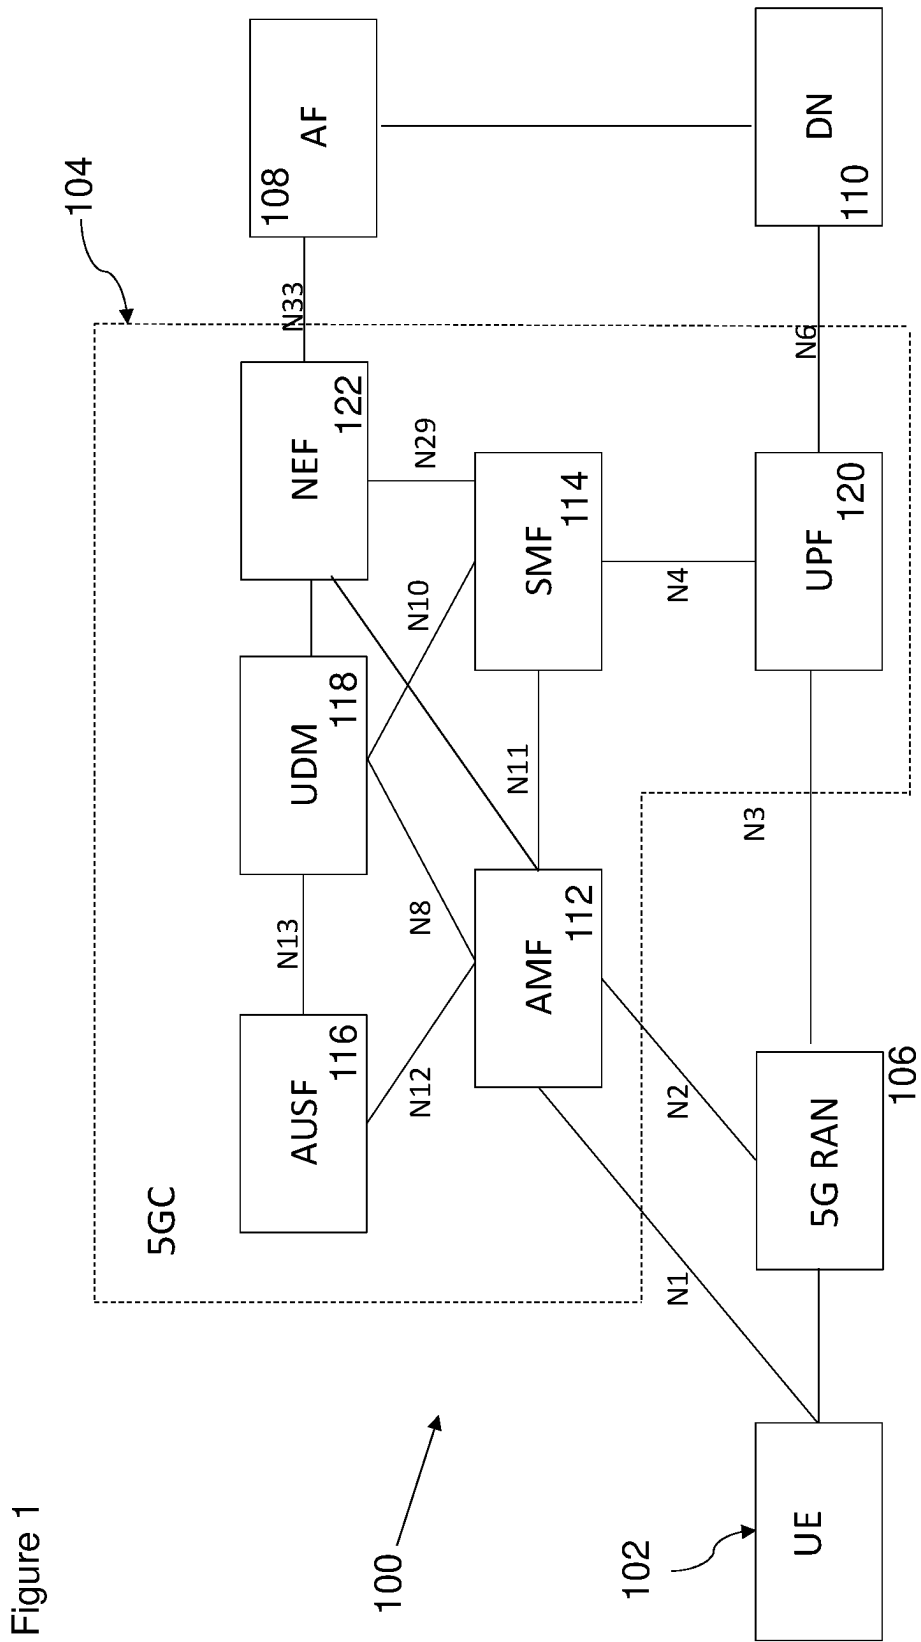 Figure 1
100
104
5GC
AUSF
116
N13
UDM
118
NEF
122
N33
AF
108
N12
N8
N10
N29
AMF
112
N11
SMF
114
N1
N2
N4
N3
N6
102
UE
5G RAN
106
UPF
120
DN
110